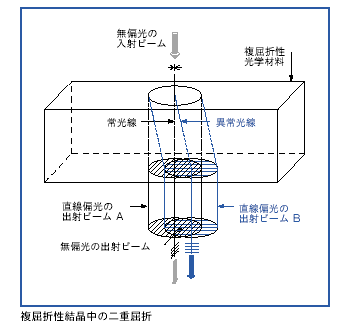 無偏光の
入射ビーム
複屈折性
光学材料
常光線
異常光線
直線偏光の
出射ビーム A
直線偏光の
出射ビーム B
無偏光の出射ビーム
複屈折性結晶中の二重屈折